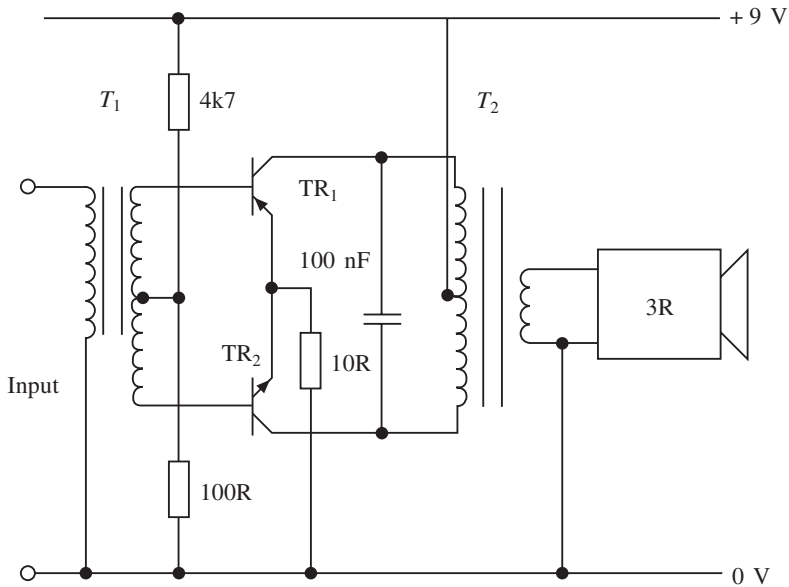 + 9 V
T₁
4k7
T₂
TR₁
100 nF
3R
TR₂
10R
Input
100R
0 V